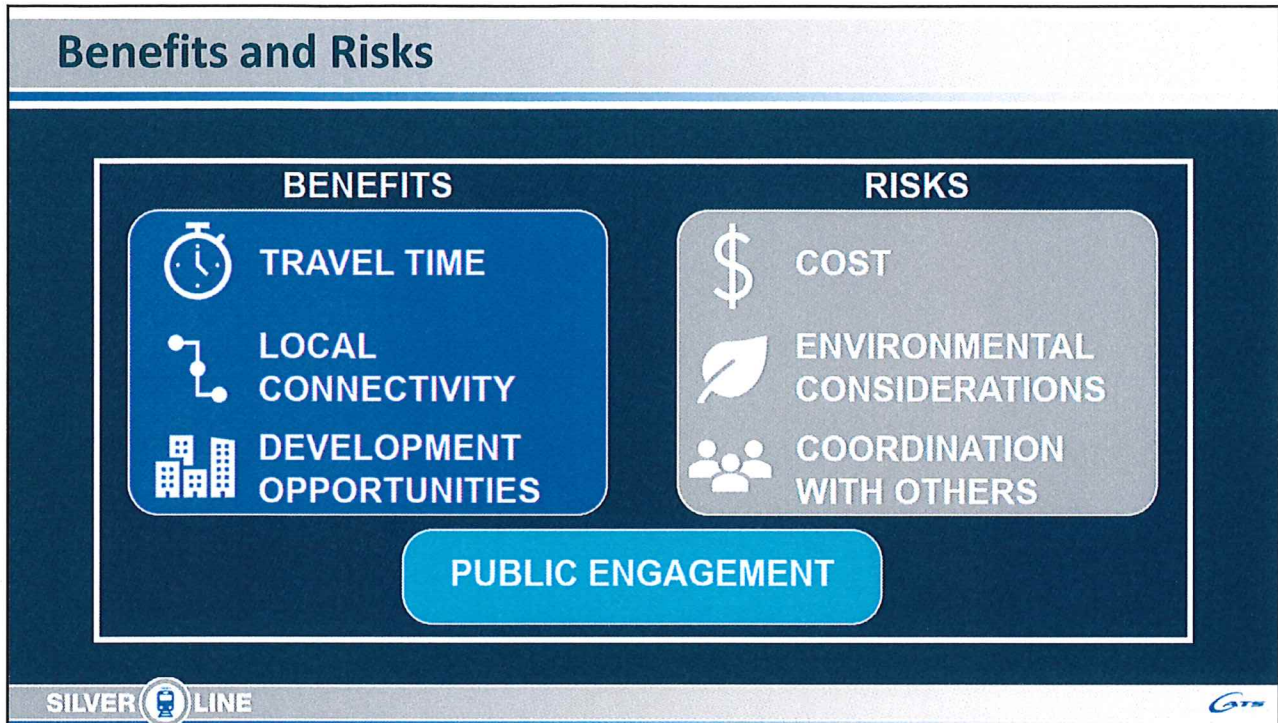 Benefits and Risks
BENEFITS
TRAVEL TIME
LOCAL
CONNECTIVITY
DEVELOPMENT
OPPORTUNITIES
RISKS
$
COST
ENVIRONMENTAL
CONSIDERATIONS
COORDINATION
WITH OTHERS
PUBLIC ENGAGEMENT
SILVER LINE
CATS